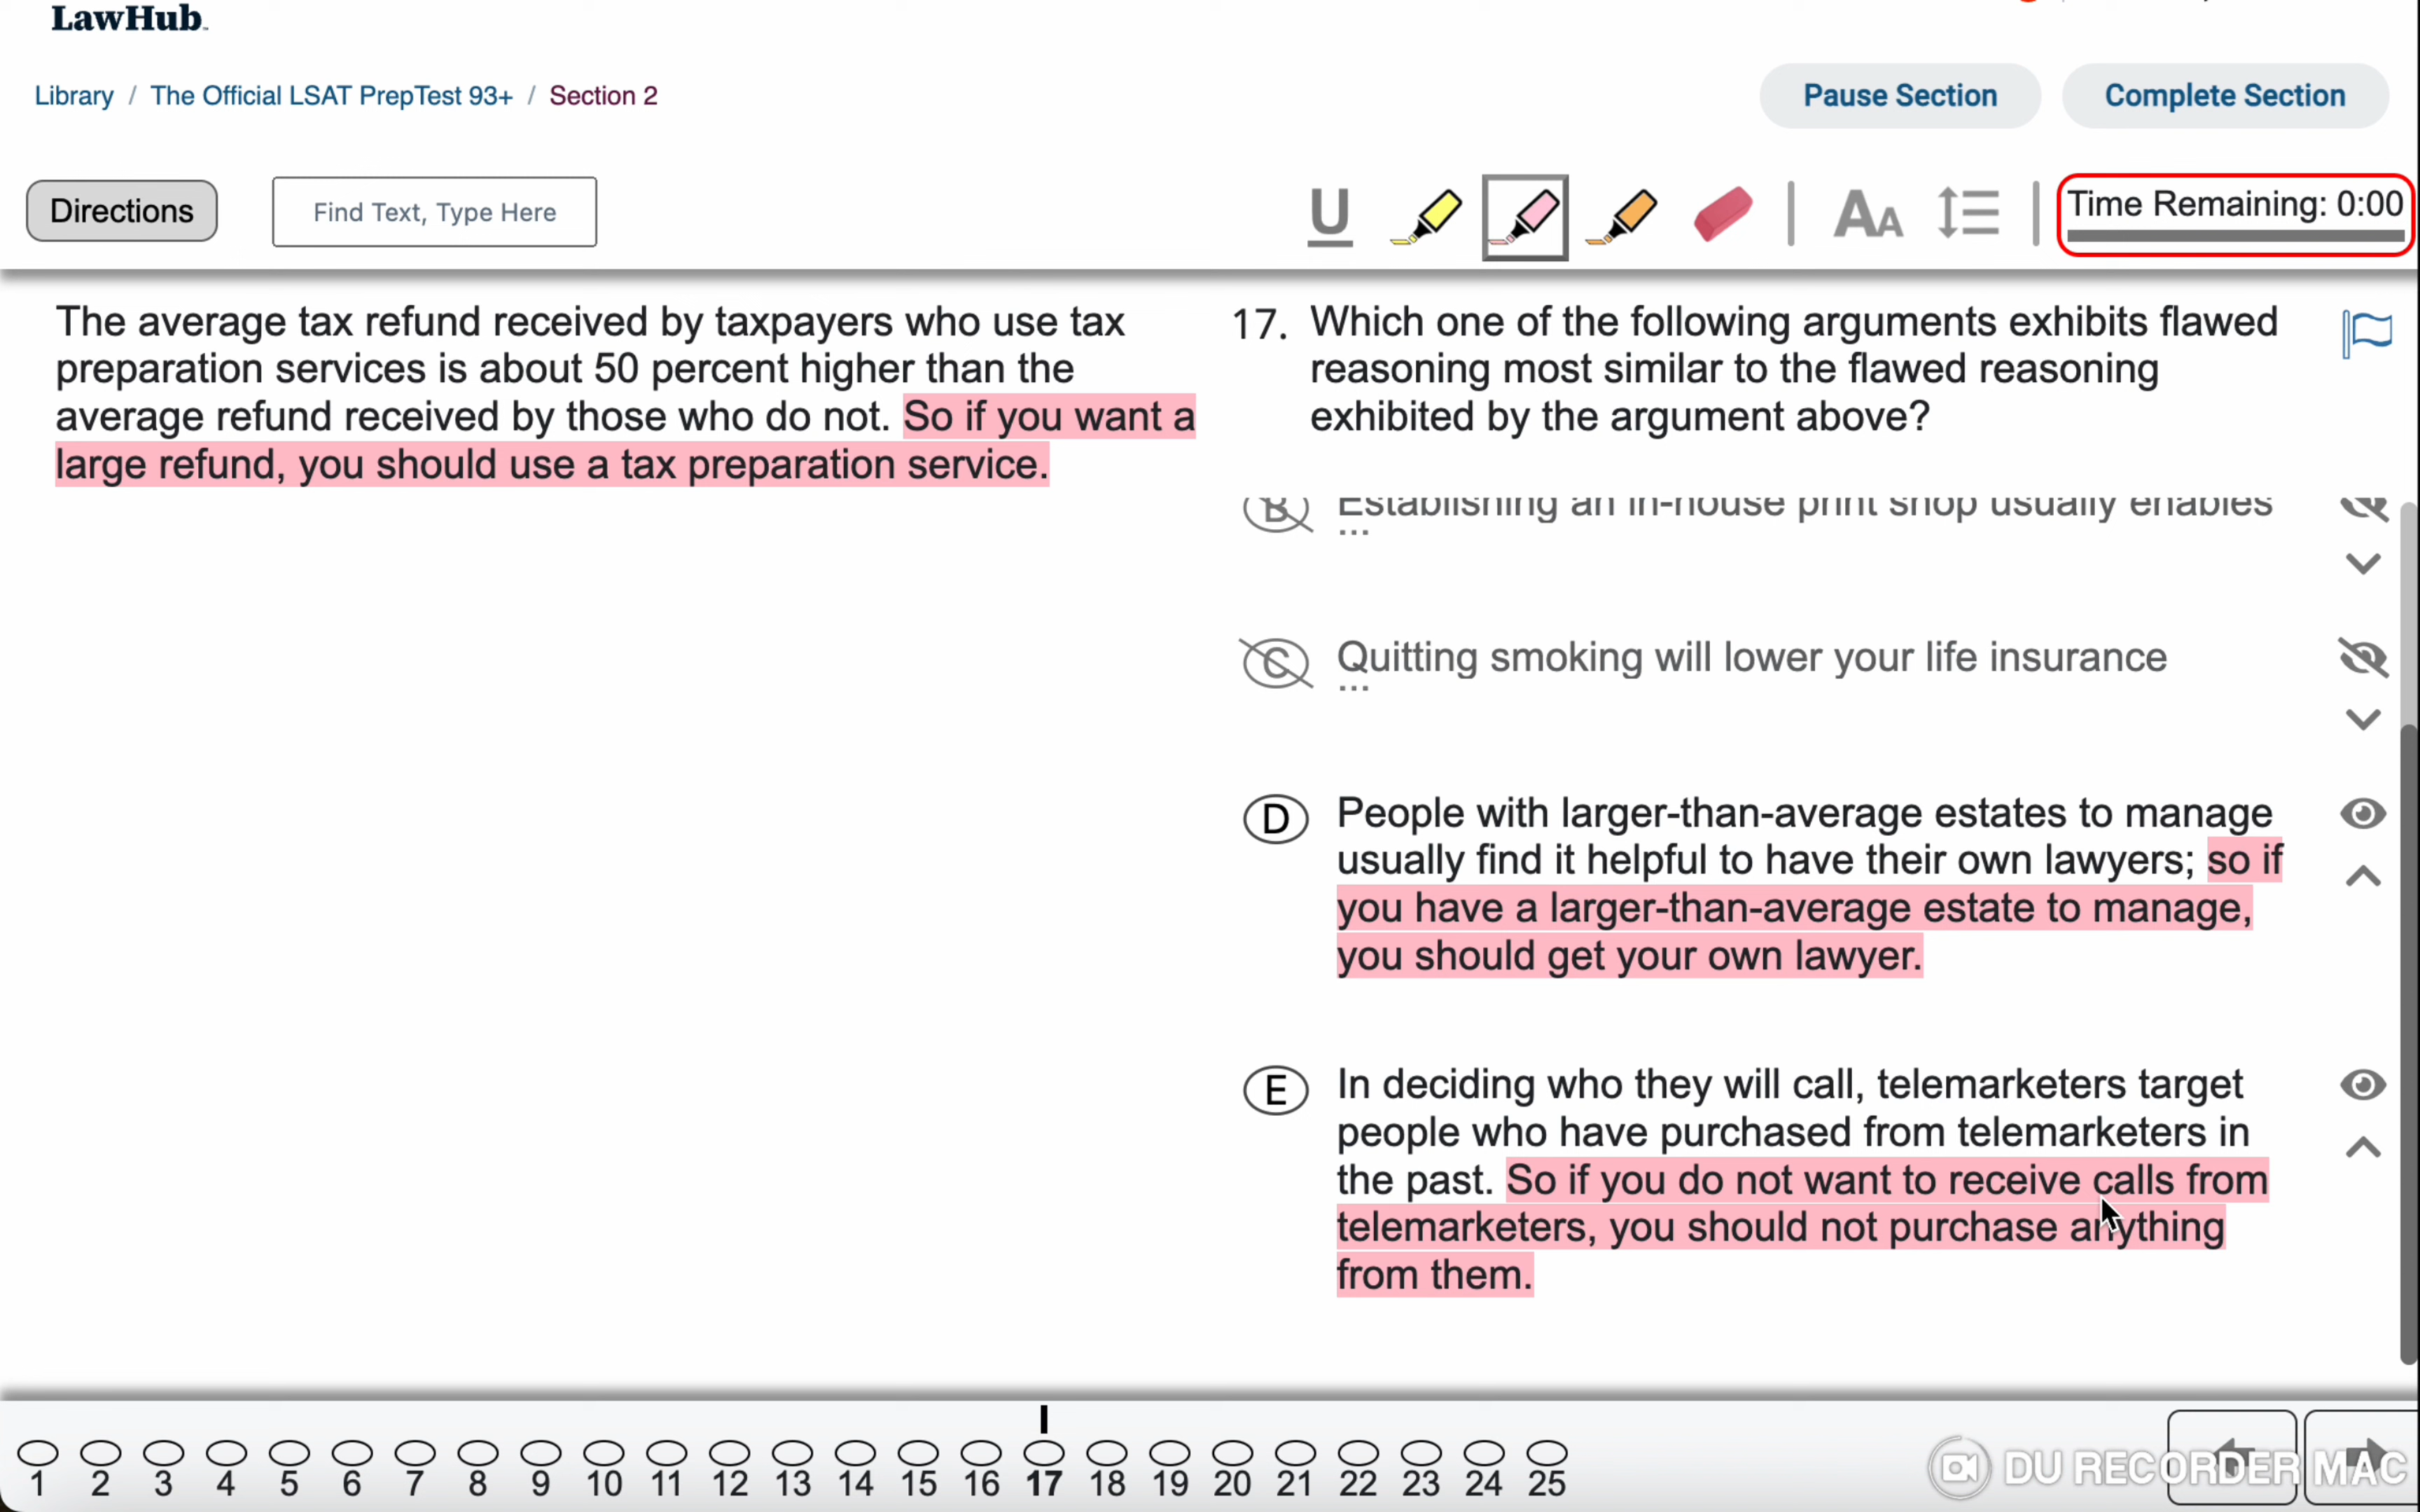 LawHub
Library / The Official LSAT PrepTest 93+ / Section 2
Pause Section
Complete Section
Directions
Find Text, Type Here
U
AA
Time Remaining: 0:00
The average tax refund received by taxpayers who use tax
preparation services is about 50 percent higher than the
average refund received by those who do not. So if you want a
large refund, you should use a tax preparation service.
17. Which one of the following arguments exhibits flawed
reasoning most similar to the flawed reasoning
exhibited by the argument above?
B Establishing an in-house print shop usually enables
...
C Quitting smoking will lower your life insurance
...
D People with larger-than-average estates to manage
usually find it helpful to have their own lawyers; so if
you have a larger-than-average estate to manage,
you should get your own lawyer.
E In deciding who they will call, telemarketers target
people who have purchased from telemarketers in
the past. So if you do not want to receive calls from
telemarketers, you should not purchase anything
from them.
1 2 3 4 5 6 7 8 9 10 11 12 13 14 15 16 17 18 19 20 21 22 23 24 25
DU RECORDER MAC